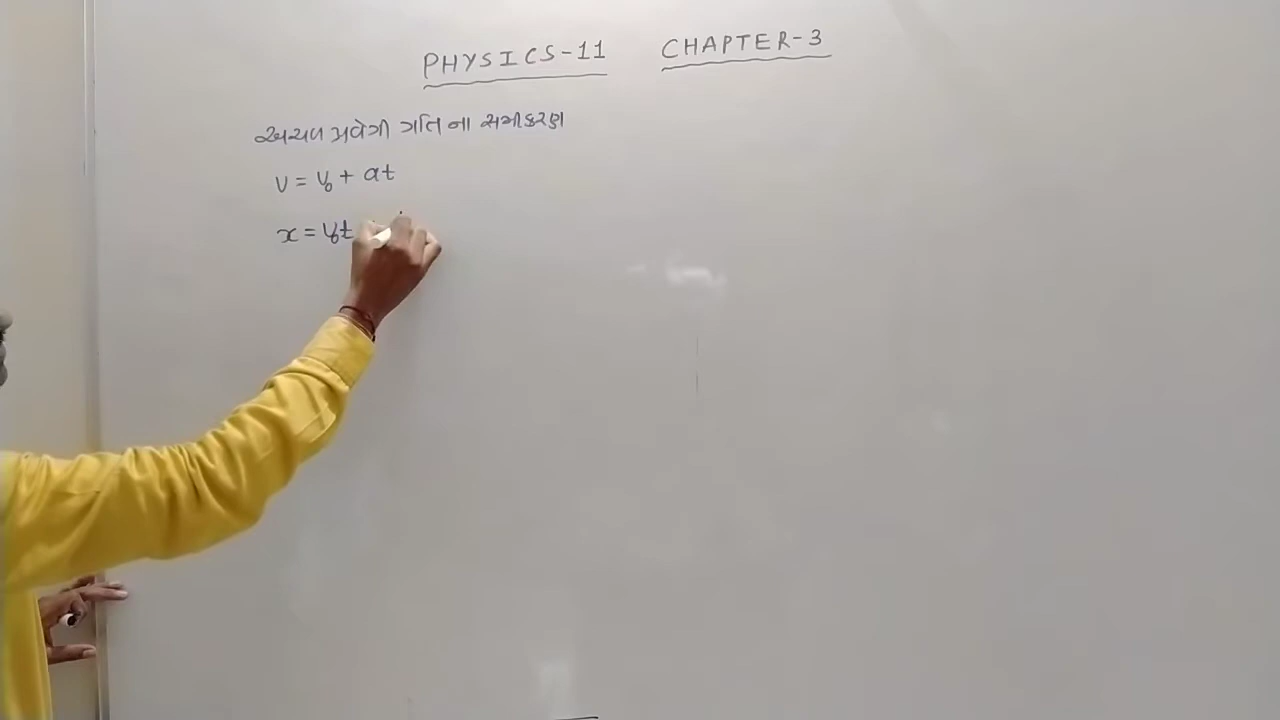 PHYSICS-11 CHAPTER-3
અચળ પ્રવેગી ગતિ ના સમીકરણ
v = v₀ + at
x = v₀t